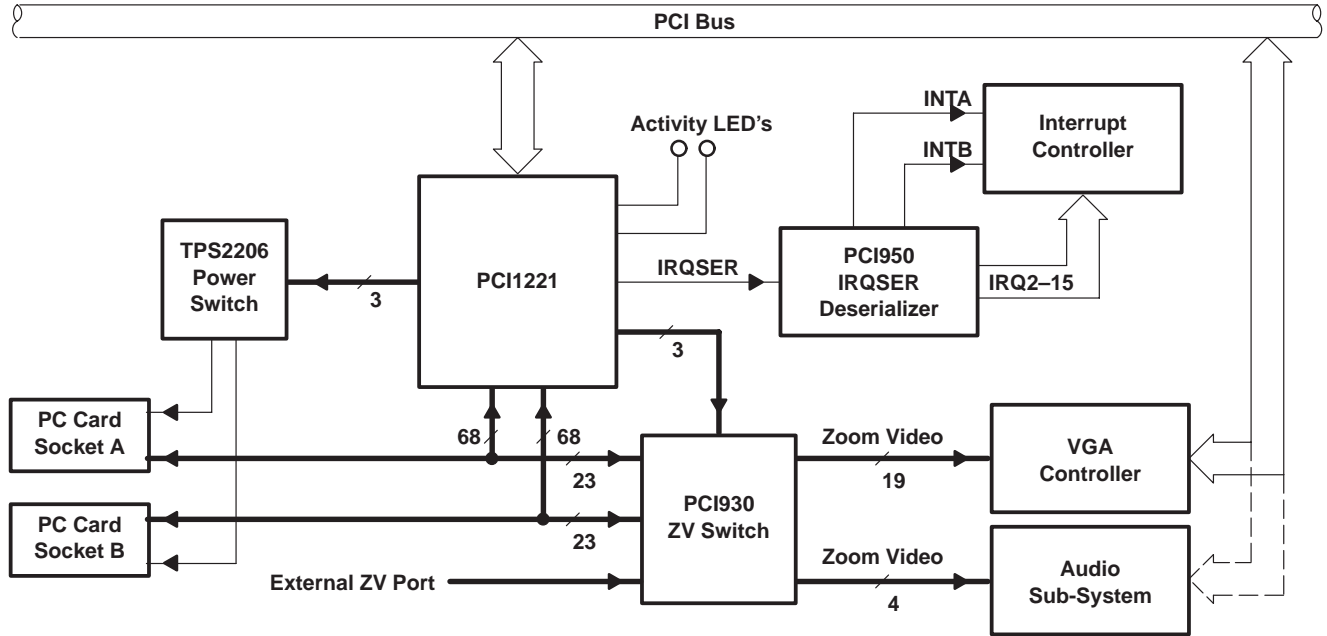 PCI Bus
Activity LED's
INTA
INTB
Interrupt
Controller
TPS2206
Power
Switch
3
PCI1221
IRQSER
PCI950
IRQSER
Deserializer
IRQ2–15
3
PC Card
Socket A
68
68
23
PC Card
Socket B
23
External ZV Port
PCI930
ZV Switch
Zoom Video
19
VGA
Controller
Zoom Video
4
Audio
Sub-System